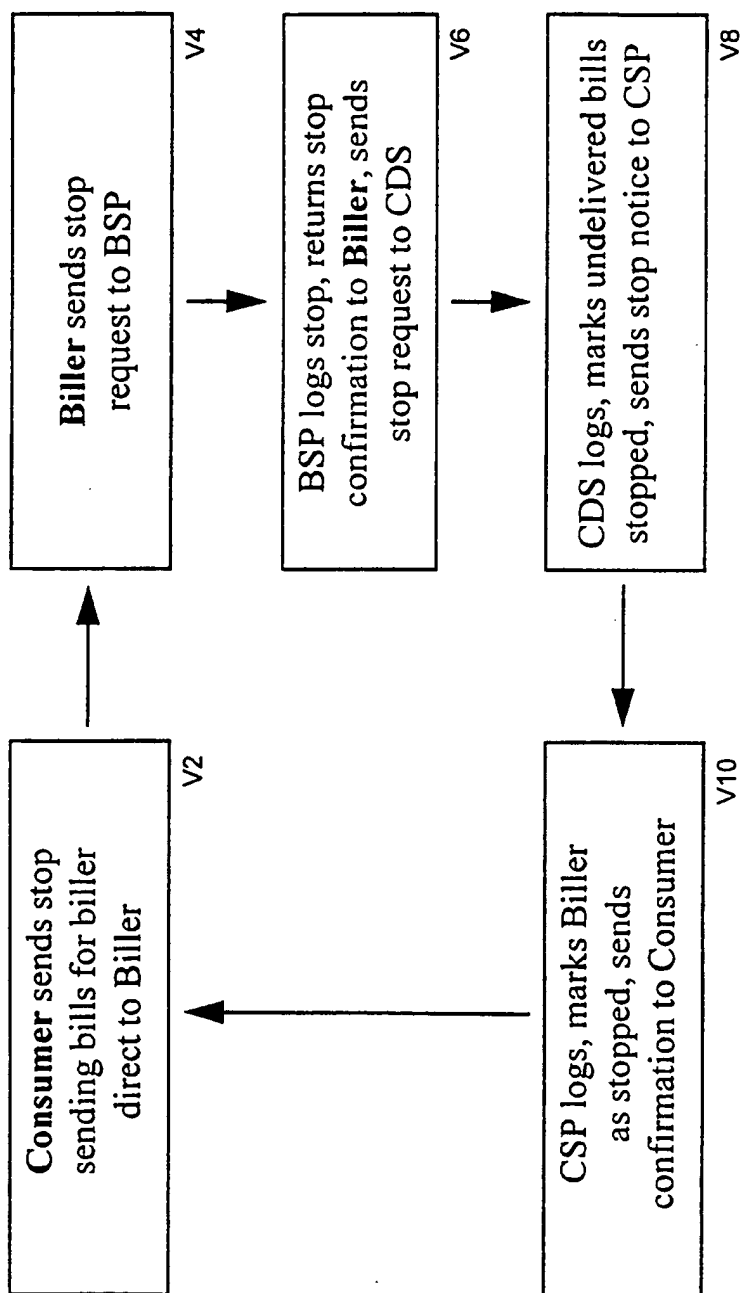 Consumer sends stop
sending bills for biller
direct to Biller
V2
Biller sends stop
request to BSP
V4
BSP logs stop, returns stop
confirmation to Biller, sends
stop request to CDS
V6
CDS logs, marks undelivered bills
stopped, sends stop notice to CSP
V8
CSP logs, marks Biller
as stopped, sends
confirmation to Consumer
V10